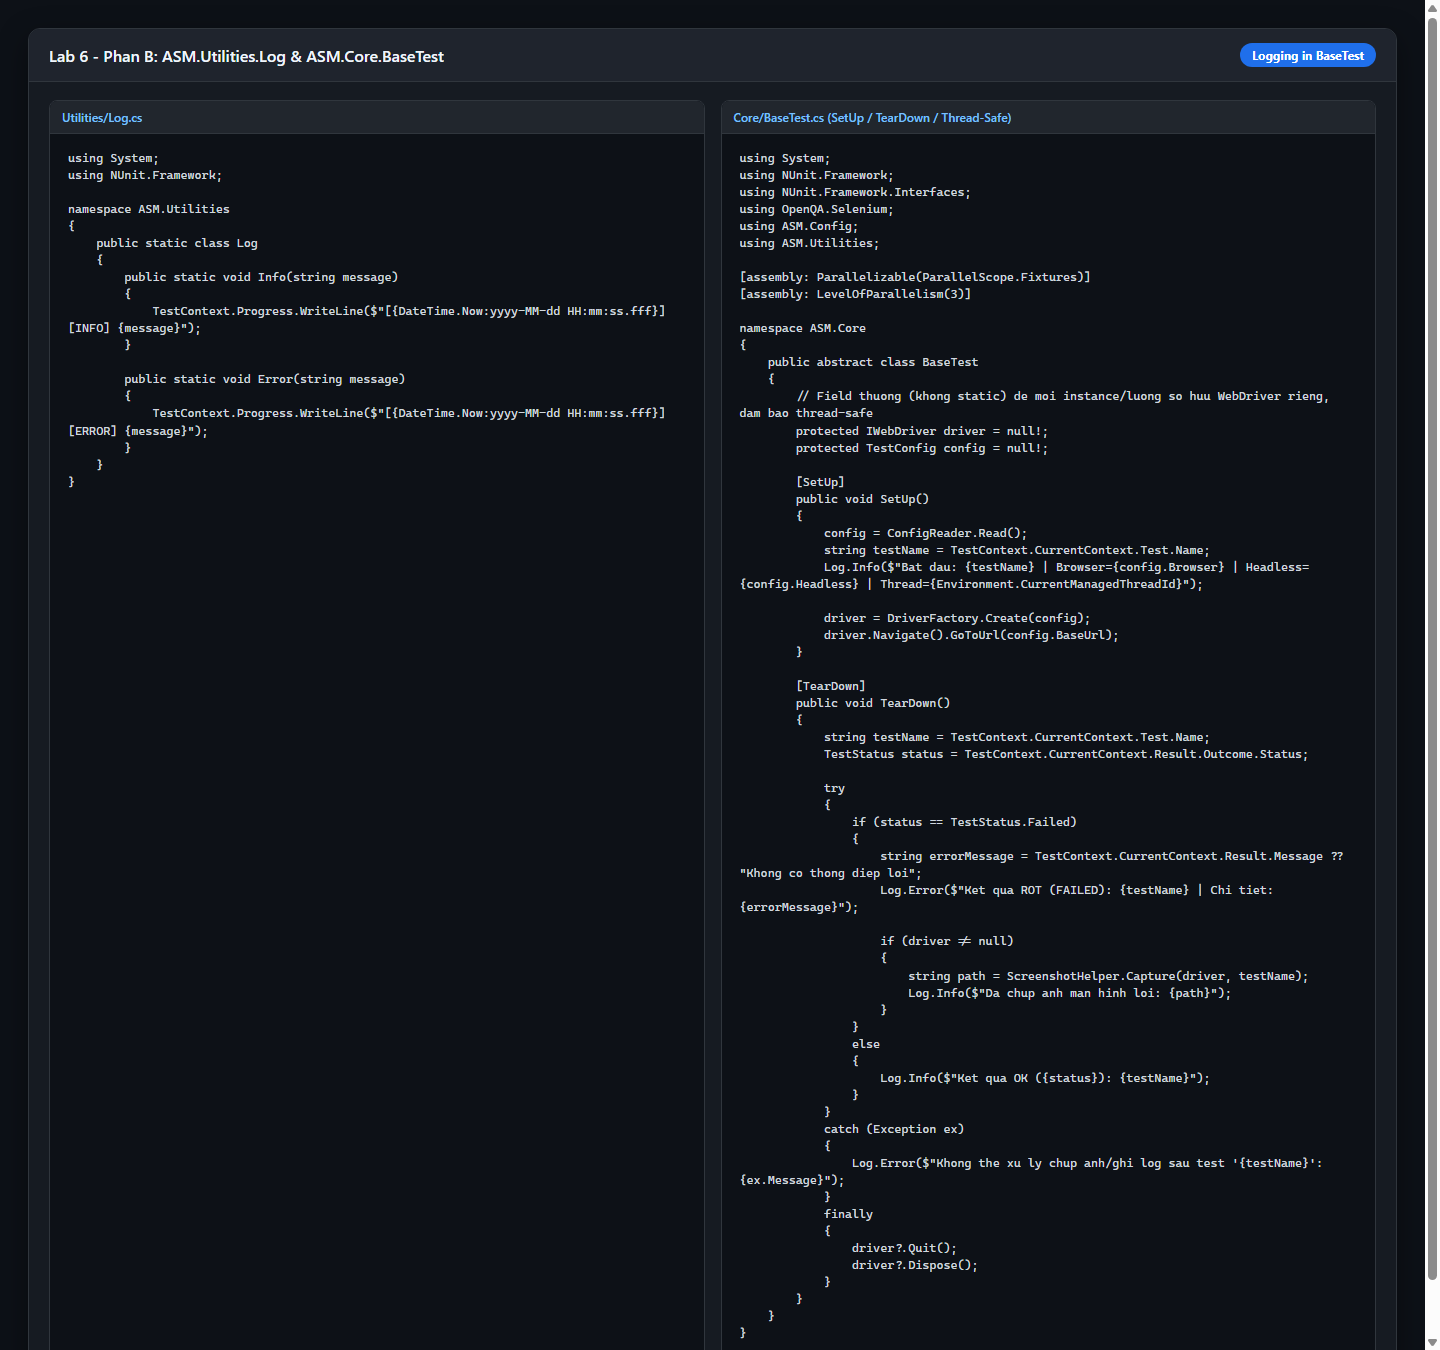 Lab 6 - Phan B: ASM.Utilities.Log & ASM.Core.BaseTest
Logging in BaseTest
Utilities/Log.cs
using System;
using NUnit.Framework;

namespace ASM.Utilities
{
    public static class Log
    {
        public static void Info(string message)
        {
            TestContext.Progress.WriteLine($"[{DateTime.Now:yyyy-MM-dd HH:mm:ss.fff}]
[INFO] {message}");
        }

        public static void Error(string message)
        {
            TestContext.Progress.WriteLine($"[{DateTime.Now:yyyy-MM-dd HH:mm:ss.fff}]
[ERROR] {message}");
        }
    }
}
Core/BaseTest.cs (SetUp / TearDown / Thread-Safe)
using System;
using NUnit.Framework;
using NUnit.Framework.Interfaces;
using OpenQA.Selenium;
using ASM.Config;
using ASM.Utilities;

[assembly: Parallelizable(ParallelScope.Fixtures)]
[assembly: LevelOfParallelism(3)]

namespace ASM.Core
{
    public abstract class BaseTest
    {
        // Field thuong (khong static) de moi instance/luong so huu WebDriver rieng,
dam bao thread-safe
        protected IWebDriver driver = null!;
        protected TestConfig config = null!;

        [SetUp]
        public void SetUp()
        {
            config = ConfigReader.Read();
            string testName = TestContext.CurrentContext.Test.Name;
            Log.Info($"Bat dau: {testName} | Browser={config.Browser} | Headless=
{config.Headless} | Thread={Environment.CurrentManagedThreadId}");

            driver = DriverFactory.Create(config);
            driver.Navigate().GoToUrl(config.BaseUrl);
        }

        [TearDown]
        public void TearDown()
        {
            string testName = TestContext.CurrentContext.Test.Name;
            TestStatus status = TestContext.CurrentContext.Result.Outcome.Status;

            try
            {
                if (status == TestStatus.Failed)
                {
                    string errorMessage = TestContext.CurrentContext.Result.Message ??
"Khong co thong diep loi";
                    Log.Error($"Ket qua ROT (FAILED): {testName} | Chi tiet:
{errorMessage}");

                    if (driver != null)
                    {
                        string path = ScreenshotHelper.Capture(driver, testName);
                        Log.Info($"Da chup anh man hinh loi: {path}");
                    }
                }
                else
                {
                    Log.Info($"Ket qua OK ({status}): {testName}");
                }
            }
            catch (Exception ex)
            {
                Log.Error($"Khong the xu ly chup anh/ghi log sau test '{testName}':
{ex.Message}");
            }
            finally
            {
                driver?.Quit();
                driver?.Dispose();
            }
        }
    }
}